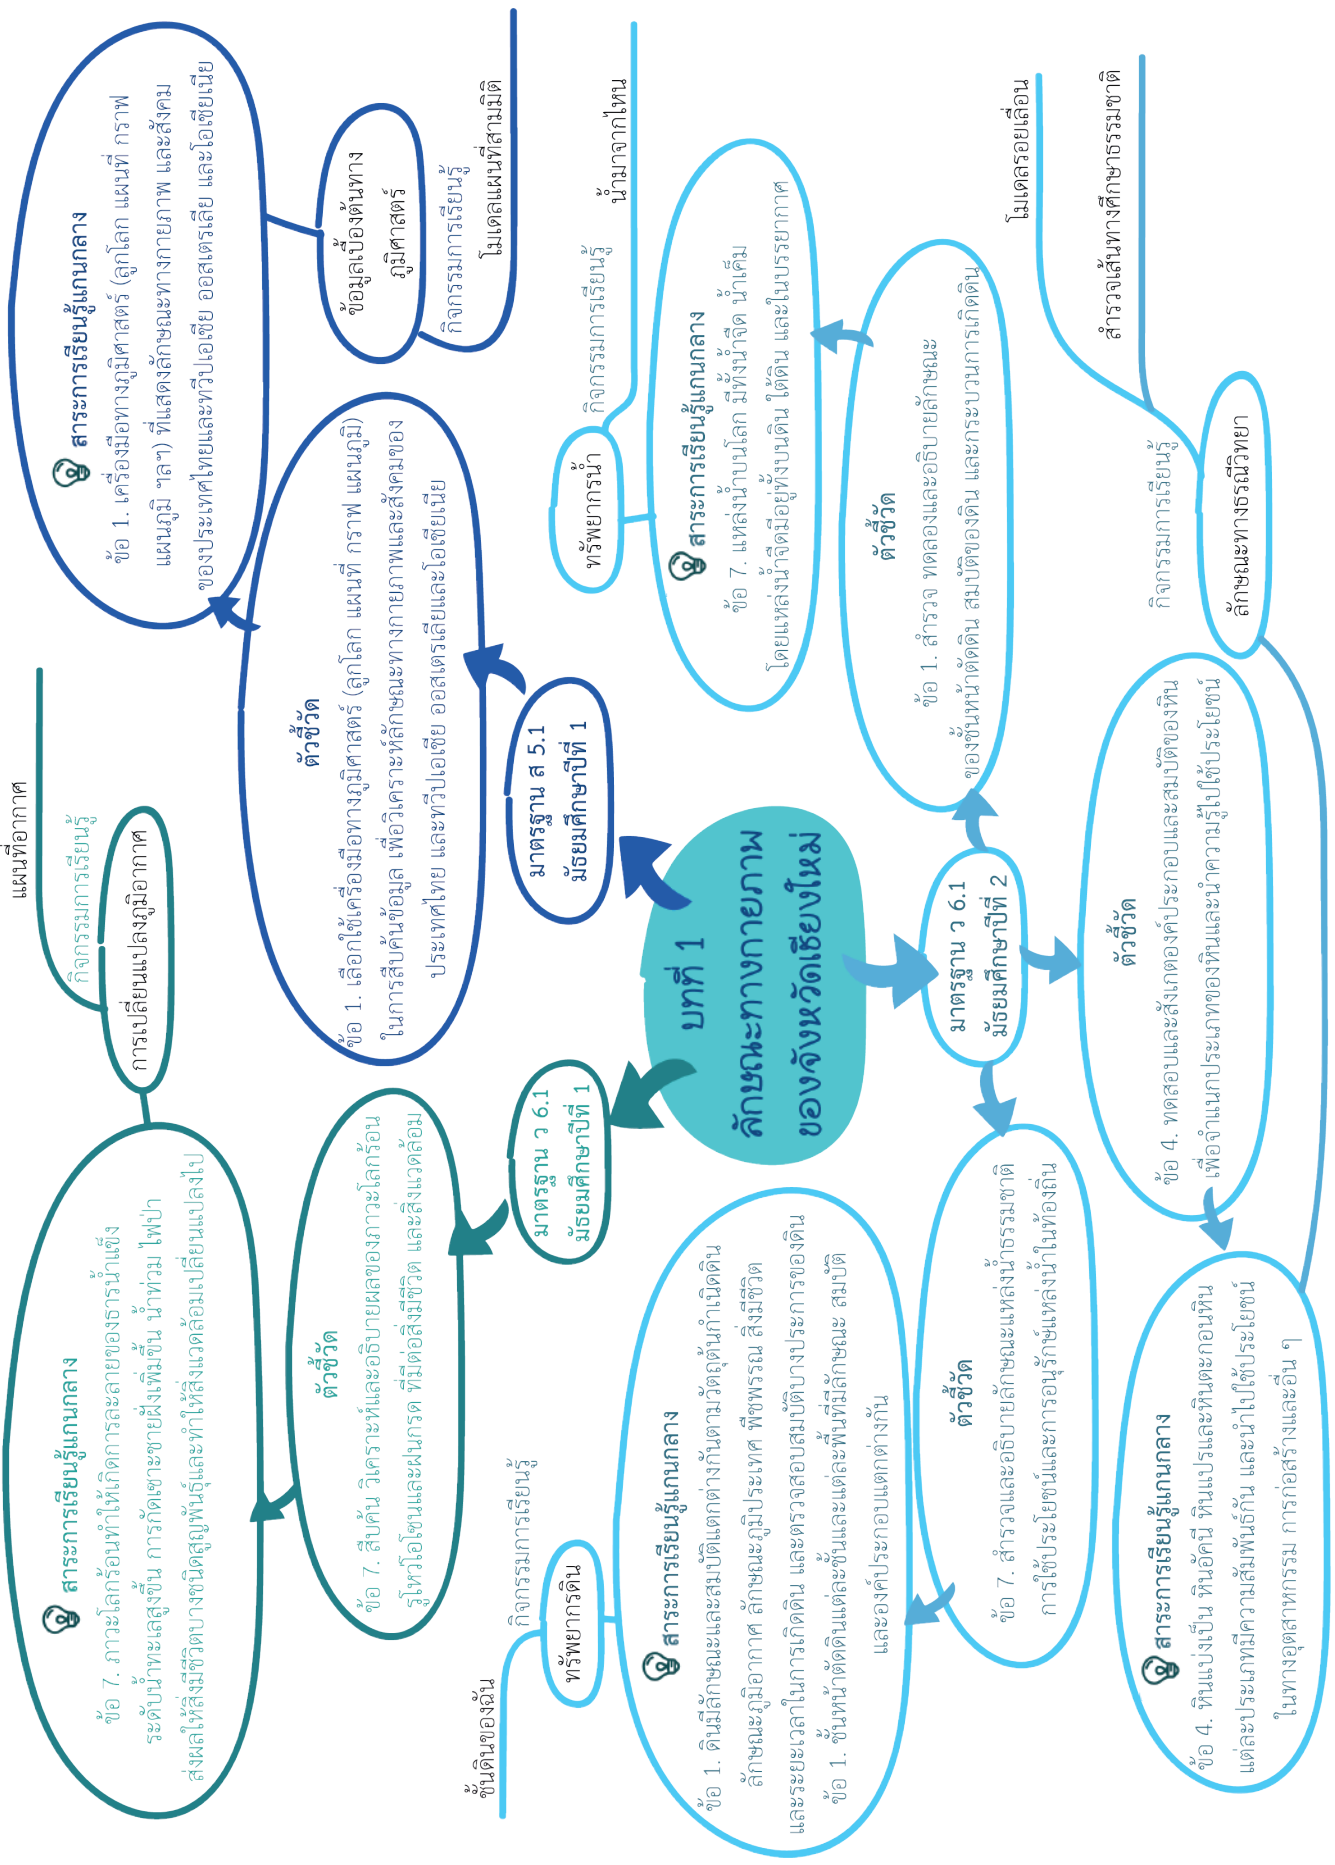 บทที่ 1
ลักษณะทางกายภาพ
ของจังหวัดเชียงใหม่
มาตรฐาน ว 6.1
มัธยมศึกษาปีที่ 1
ตัวชี้วัด
ข้อ 7. สืบค้น วิเคราะห์และอธิบายผลของภาวะโลกร้อน
รูโหว่โอโซนและฝนกรด ที่มีต่อสิ่งมีชีวิต และสิ่งแวดล้อม
สาระการเรียนรู้แกนกลาง
ข้อ 7. ภาวะโลกร้อนทำให้เกิดการละลายของธารน้ำแข็ง
ระดับน้ำทะเลสูงขึ้น การกัดเซาะชายฝั่งเพิ่มขึ้น น้ำท่วม ไฟป่า
ส่งผลให้สิ่งมีชีวิตบางชนิดสูญพันธุ์และทำให้สิ่งแวดล้อมเปลี่ยนแปลงไป
การเปลี่ยนแปลงภูมิอากาศ
กิจกรรมการเรียนรู้
แผนที่อากาศ
มาตรฐาน ส 5.1
มัธยมศึกษาปีที่ 1
ตัวชี้วัด
ข้อ 1. เลือกใช้เครื่องมือทางภูมิศาสตร์ (ลูกโลก แผนที่ กราฟ แผนภูมิ)
ในการสืบค้นข้อมูล เพื่อวิเคราะห์ลักษณะทางกายภาพและสังคมของ
ประเทศไทย และทวีปเอเชีย ออสเตรเลียและโอเชียเนีย
สาระการเรียนรู้แกนกลาง
ข้อ 1. เครื่องมือทางภูมิศาสตร์ (ลูกโลก แผนที่ กราฟ
แผนภูมิ ฯลฯ) ที่แสดงลักษณะทางกายภาพ และสังคม
ของประเทศไทยและทวีปเอเชีย ออสเตรเลีย และโอเชียเนีย
ข้อมูลเบื้องต้นทาง
ภูมิศาสตร์
กิจกรรมการเรียนรู้
โมเดลแผนที่สามมิติ
มาตรฐาน ว 6.1
มัธยมศึกษาปีที่ 2
ตัวชี้วัด
ข้อ 7. สำรวจและอธิบายลักษณะแหล่งน้ำธรรมชาติ
การใช้ประโยชน์และการอนุรักษ์แหล่งน้ำในท้องถิ่น
สาระการเรียนรู้แกนกลาง
ข้อ 1. ดินมีลักษณะและสมบัติแตกต่างกันตามวัตถุต้นกำเนิดดิน
ลักษณะภูมิอากาศ ลักษณะภูมิประเทศ พืชพรรณ สิ่งมีชีวิต
และระยะเวลาในการเกิดดิน และตรวจสอบสมบัติบางประการของดิน
ข้อ 1. ชั้นหน้าตัดดินแต่ละชั้นและแต่ละพื้นที่มีลักษณะ สมบัติ
และองค์ประกอบแตกต่างกัน
ทรัพยากรดิน
กิจกรรมการเรียนรู้
ชั้นดินของฉัน
ตัวชี้วัด
ข้อ 1. สำรวจ ทดลองและอธิบายลักษณะ
ของชั้นหน้าตัดดิน สมบัติของดิน และกระบวนการเกิดดิน
สาระการเรียนรู้แกนกลาง
ข้อ 7. แหล่งน้ำบนโลก มีทั้งน้ำจืด น้ำเค็ม
โดยแหล่งน้ำจืดมีอยู่ทั้งบนดิน ใต้ดิน และในบรรยากาศ
ทรัพยากรน้ำ
กิจกรรมการเรียนรู้
น้ำมาจากไหน
ตัวชี้วัด
ข้อ 4. ทดสอบและสังเกตองค์ประกอบและสมบัติของหิน
เพื่อจำแนกประเภทของหินและนำความรู้ไปใช้ประโยชน์
สาระการเรียนรู้แกนกลาง
ข้อ 4. หินแบ่งเป็น หินอัคนี หินแปรและหินตะกอนหิน
แต่ละประเภทมีความสัมพันธ์กัน และนำไปใช้ประโยชน์
ในทางอุตสาหกรรม การก่อสร้างและอื่น ๆ
ลักษณะทางธรณีวิทยา
กิจกรรมการเรียนรู้
โมเดลรอยเลื่อน
สำรวจเส้นทางศึกษาธรรมชาติ